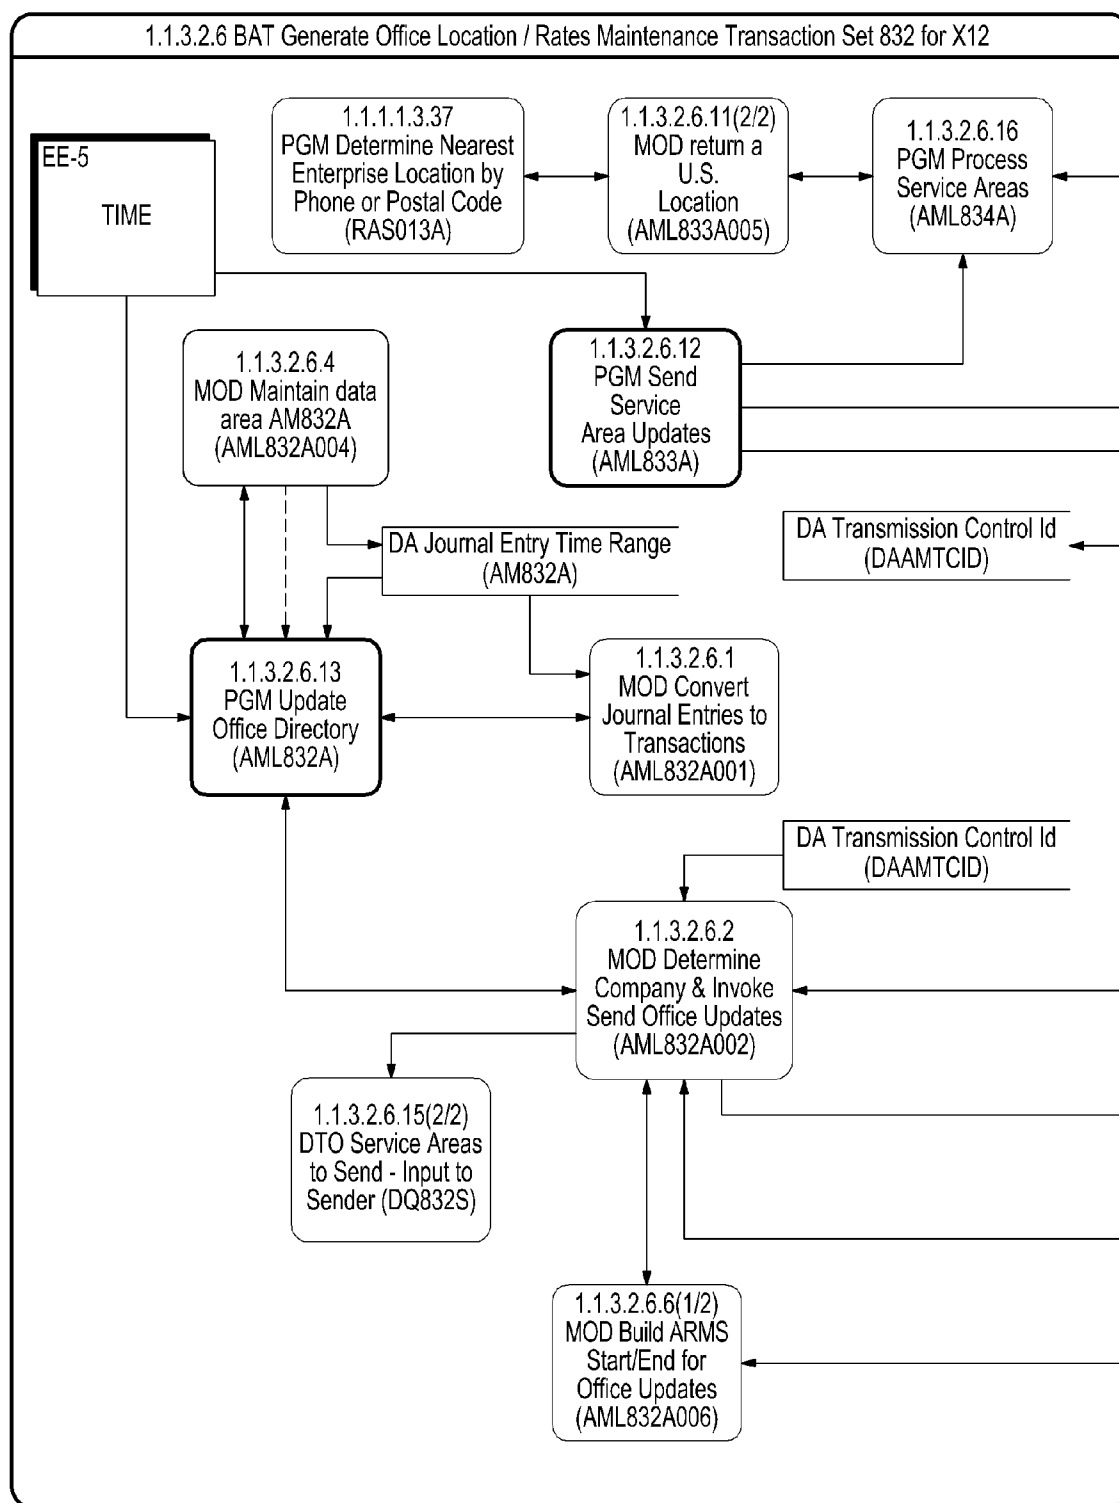 1.1.3.2.6 BAT Generate Office Location / Rates Maintenance Transaction Set 832 for X12
EE-5
TIME
1.1.1.1.3.37
PGM Determine Nearest
Enterprise Location by
Phone or Postal Code
(RAS013A)
1.1.3.2.6.11(2/2)
MOD return a
U.S.
Location
(AML833A005)
1.1.3.2.6.16
PGM Process
Service Areas
(AML834A)
1.1.3.2.6.4
MOD Maintain data
area AM832A
(AML832A004)
1.1.3.2.6.12
PGM Send
Service
Area Updates
(AML833A)
DA Journal Entry Time Range
(AM832A)
DA Transmission Control Id
(DAAMTCID)
1.1.3.2.6.13
PGM Update
Office Directory
(AML832A)
1.1.3.2.6.1
MOD Convert
Journal Entries to
Transactions
(AML832A001)
DA Transmission Control Id
(DAAMTCID)
1.1.3.2.6.2
MOD Determine
Company & Invoke
Send Office Updates
(AML832A002)
1.1.3.2.6.15(2/2)
DTO Service Areas
to Send - Input to
Sender (DQ832S)
1.1.3.2.6.6(1/2)
MOD Build ARMS
Start/End for
Office Updates
(AML832A006)